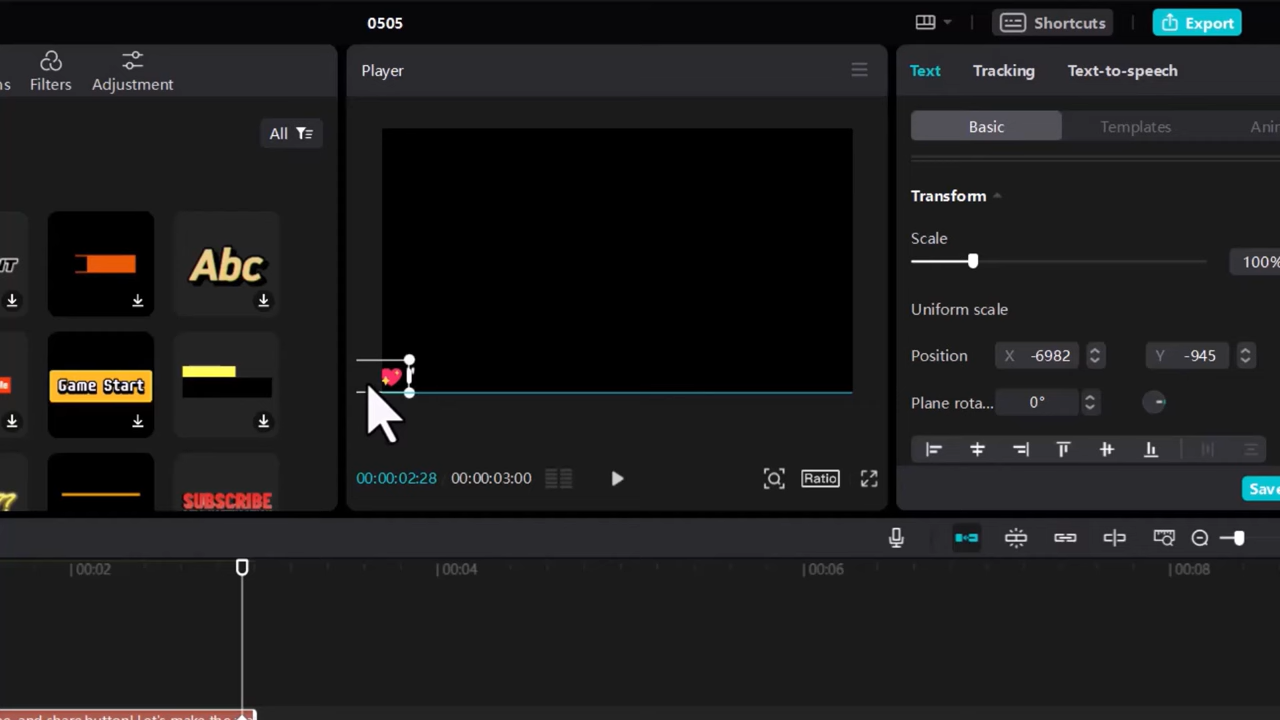 0505
Shortcuts
Export
Filters
Adjustment
Player
Text
Tracking
Text-to-speech
All
Basic
Templates
Transform
Scale
100%
Abc
Uniform scale
Position
X -6982
Y -945
Game Start
Plane rota...
0°
00:00:02:28
00:00:03:00
Ratio
SUBSCRIBE
Save
00:02
00:04
00:06
00:08
and share button! Let's make the